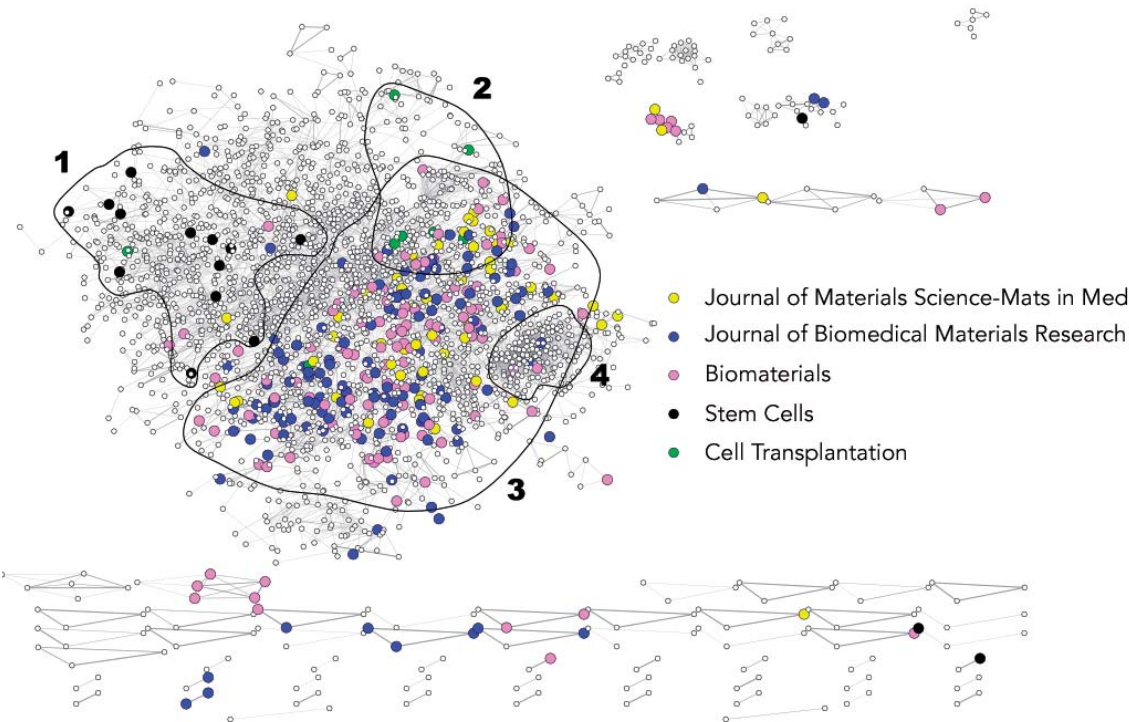 2
1
4
3
Journal of Materials Science-Mats in Med
Journal of Biomedical Materials Research
Biomaterials
Stem Cells
Cell Transplantation